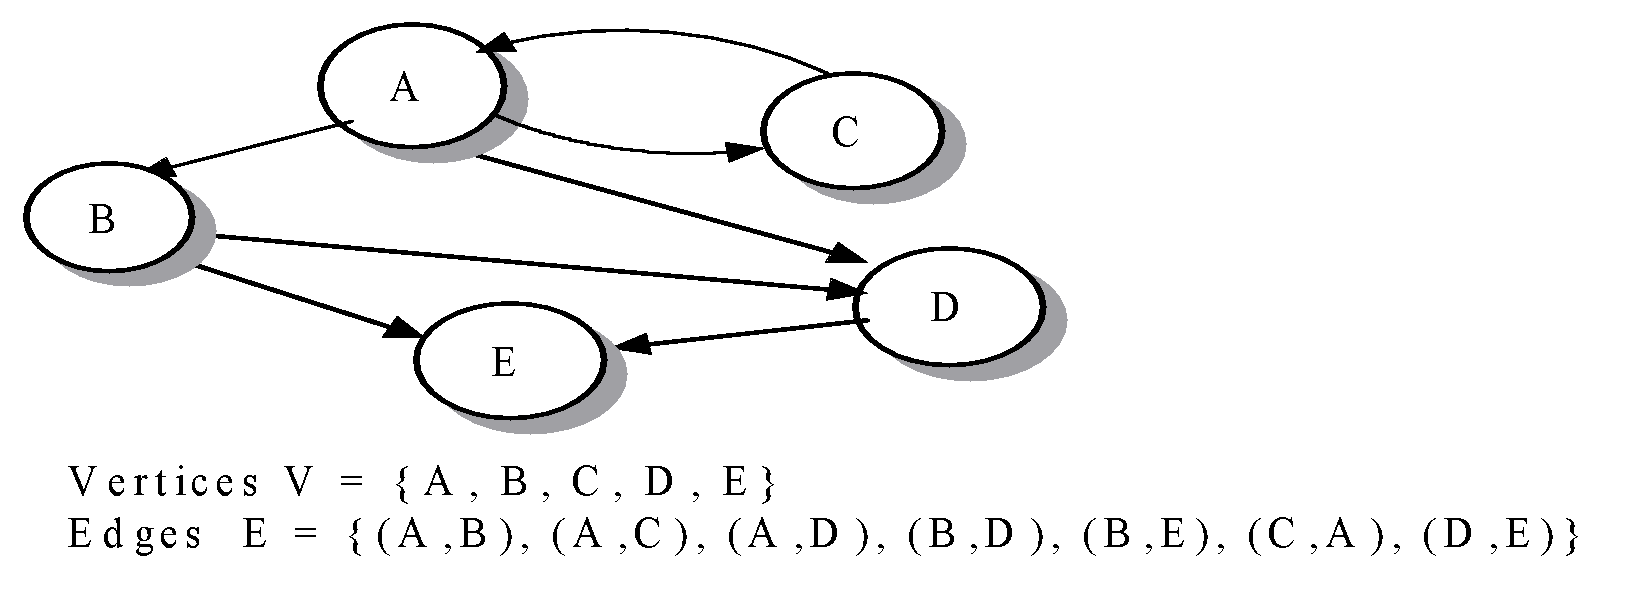 A
C
B
D
E
Vertices V = {A, B, C, D, E}
Edges E = {(A,B), (A,C), (A,D), (B,D), (B,E), (C,A), (D,E)}